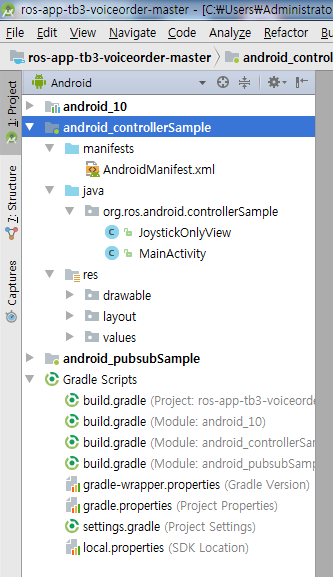 ros-app-tb3-voiceorder-master - [C:₩Users₩Administrato
File Edit View Navigate Code Analyze Refactor Bu
ros-app-tb3-voiceorder-master android_contro
Android
1: Project
7: Structure
Captures
android_10
android_controllerSample
manifests
AndroidManifest.xml
java
org.ros.android.controllerSample
JoystickOnlyView
MainActivity
res
drawable
layout
values
android_pubsubSample
Gradle Scripts
build.gradle (Project: ros-app-tb3-voiceorder
build.gradle (Module: android_10)
build.gradle (Module: android_controllerSa
build.gradle (Module: android_pubsubSamp
gradle-wrapper.properties (Gradle Version)
gradle.properties (Project Properties)
settings.gradle (Project Settings)
local.properties (SDK Location)